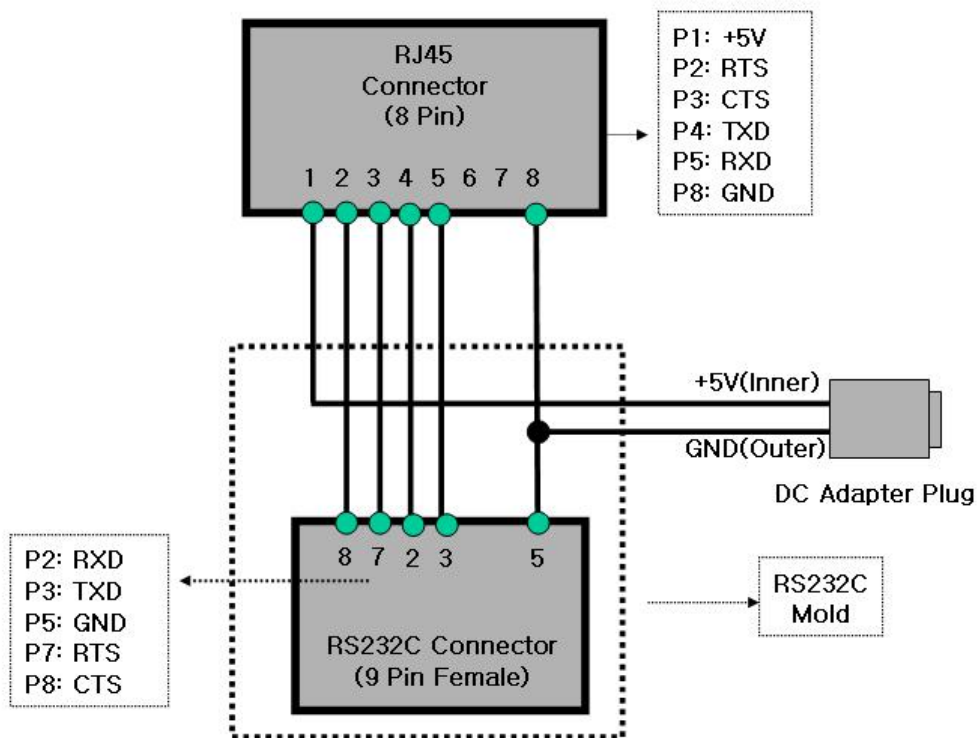 RJ45
Connector
(8 Pin)
1 2 3 4 5 6 7 8
P1: +5V
P2: RTS
P3: CTS
P4: TXD
P5: RXD
P8: GND
+5V(Inner)
GND(Outer)
DC Adapter Plug
8 7 2 3 5
RS232C Connector
(9 Pin Female)
P2: RXD
P3: TXD
P5: GND
P7: RTS
P8: CTS
RS232C
Mold